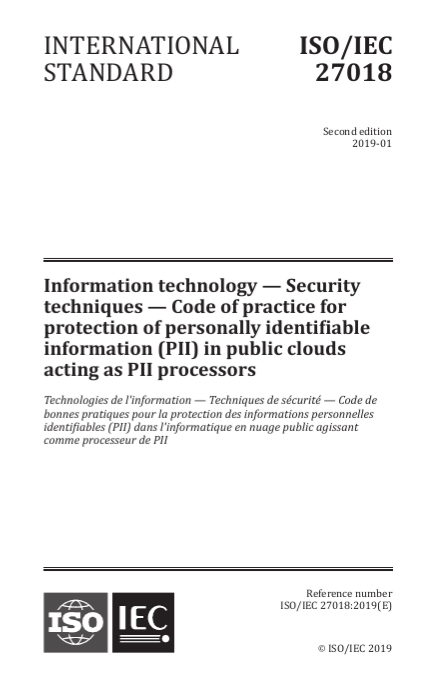 INTERNATIONAL
STANDARD
ISO/IEC
27018
Second edition
2019-01
Information technology — Security
techniques — Code of practice for
protection of personally identifiable
information (PII) in public clouds
acting as PII processors
Technologies de l'information — Techniques de sécurité — Code de
bonnes pratiques pour la protection des informations personnelles
identifiables (PII) dans l'informatique en nuage public agissant
comme processeur de PII
ISO
IEC
Reference number
ISO/IEC 27018:2019(E)
© ISO/IEC 2019